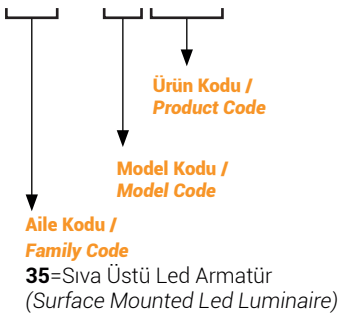 Ürün Kodu /
Product Code
Model Kodu /
Model Code
Aile Kodu /
Family Code
35=Sıva Üstü Led Armatür
(Surface Mounted Led Luminaire)